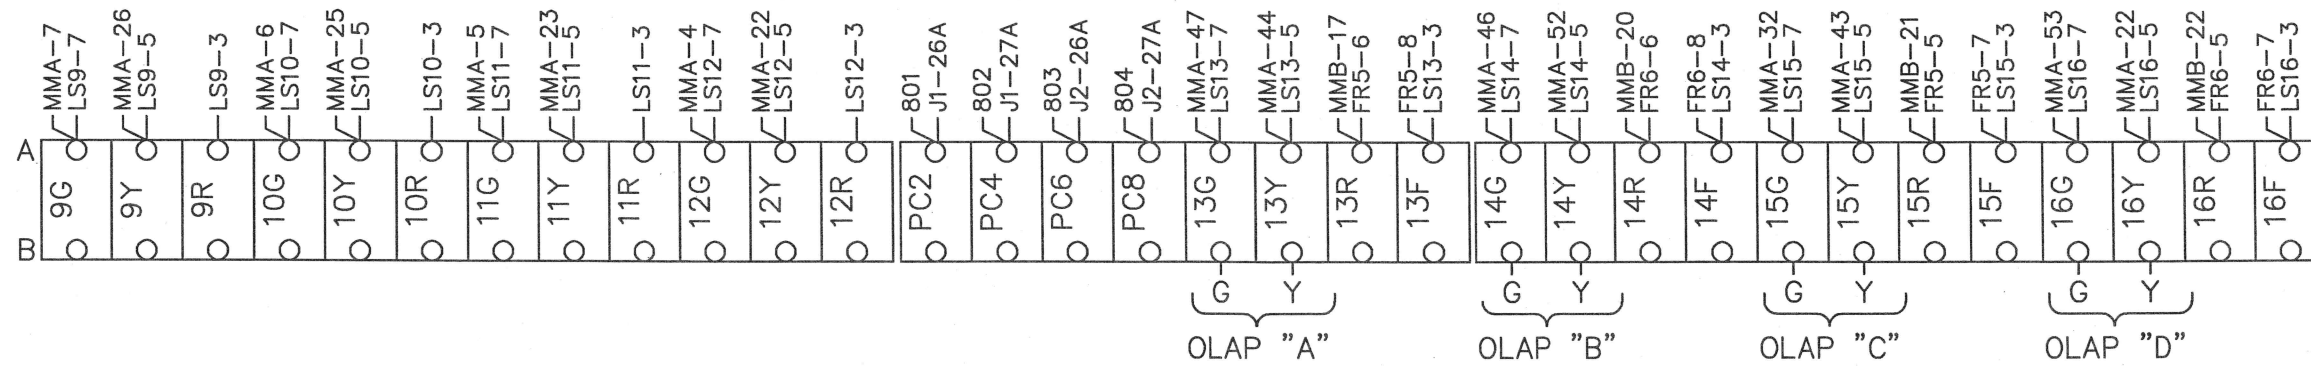 MMA-7
LS9-7
MMA-26
LS9-5
LS9-3
MMA-6
LS10-7
MMA-25
LS10-5
LS10-3
MMA-5
LS11-7
MMA-23
LS11-5
LS11-3
MMA-4
LS12-7
MMA-22
LS12-5
LS12-3
801
J1-26A
802
J1-27A
803
J2-26A
804
J2-27A
MMA-47
LS13-7
MMA-44
LS13-5
MMB-17
FR5-6
FR5-8
LS13-3
MMA-46
LS14-7
MMA-52
LS14-5
MMB-20
FR6-6
FR6-8
LS14-3
MMA-32
LS15-7
MMA-43
LS15-5
MMB-21
FR5-5
FR5-7
LS15-3
MMA-53
LS16-7
MMA-22
LS16-5
MMB-22
FR6-5
FR6-7
LS16-3
A
9G
9Y
9R
10G
10Y
10R
11G
11Y
11R
12G
12Y
12R
PC2
PC4
PC6
PC8
13G
13Y
13R
13F
14G
14Y
14R
14F
15G
15Y
15R
15F
16G
16Y
16R
16F
B
G Y
G Y
G Y
G Y
OLAP "A"
OLAP "B"
OLAP "C"
OLAP "D"